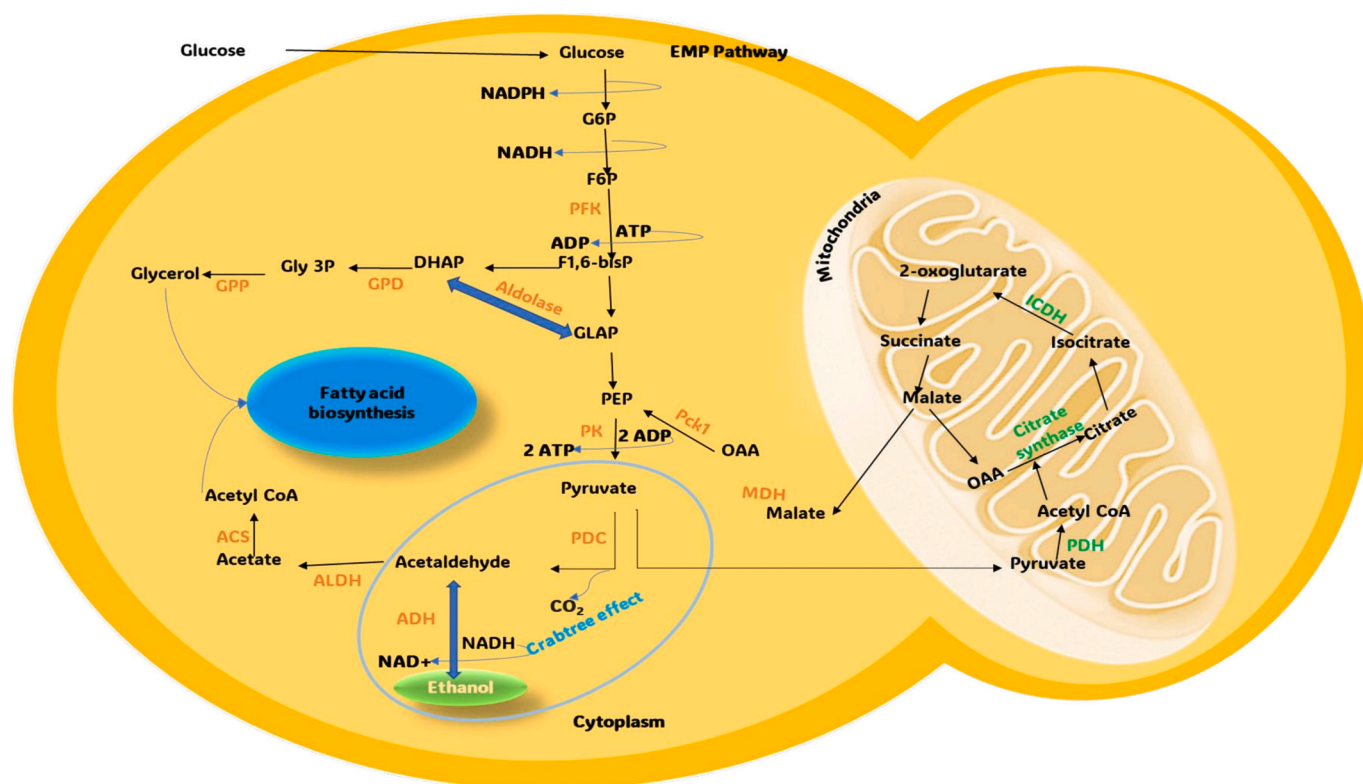 Glucose
Glucose
EMP Pathway
NADPH
G6P
NADH
F6P
PFK
ATP
ADP
F1,6-bisP
DHAP
Gly 3P
Glycerol
GPD
GPP
Aldolase
GLAP
Fatty acid
biosynthesis
PEP
Pck1
PK
2 ADP
2 ATP
OAA
Pyruvate
PDC
Acetaldehyde
CO₂
Crabtree effect
ADH
NADH
NAD+
Ethanol
Cytoplasm
Acetyl CoA
ACS
Acetate
ALDH
Mitochondria
2-oxoglutarate
ICDH
Succinate
Isocitrate
Malate
Citrate
synthase
Citrate
OAA
MDH
Malate
Acetyl CoA
PDH
Pyruvate